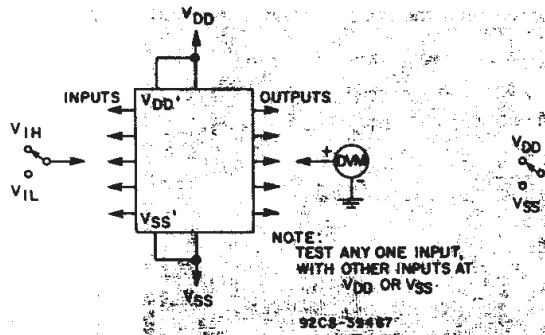 VDD
INPUTS
VDD'
OUTPUTS
VIH
VIL
+
DVM
-
VDD
VSS
VSS'
VSS
NOTE:
TEST ANY ONE INPUT,
WITH OTHER INPUTS AT
VDD OR VSS.
92CS-39467